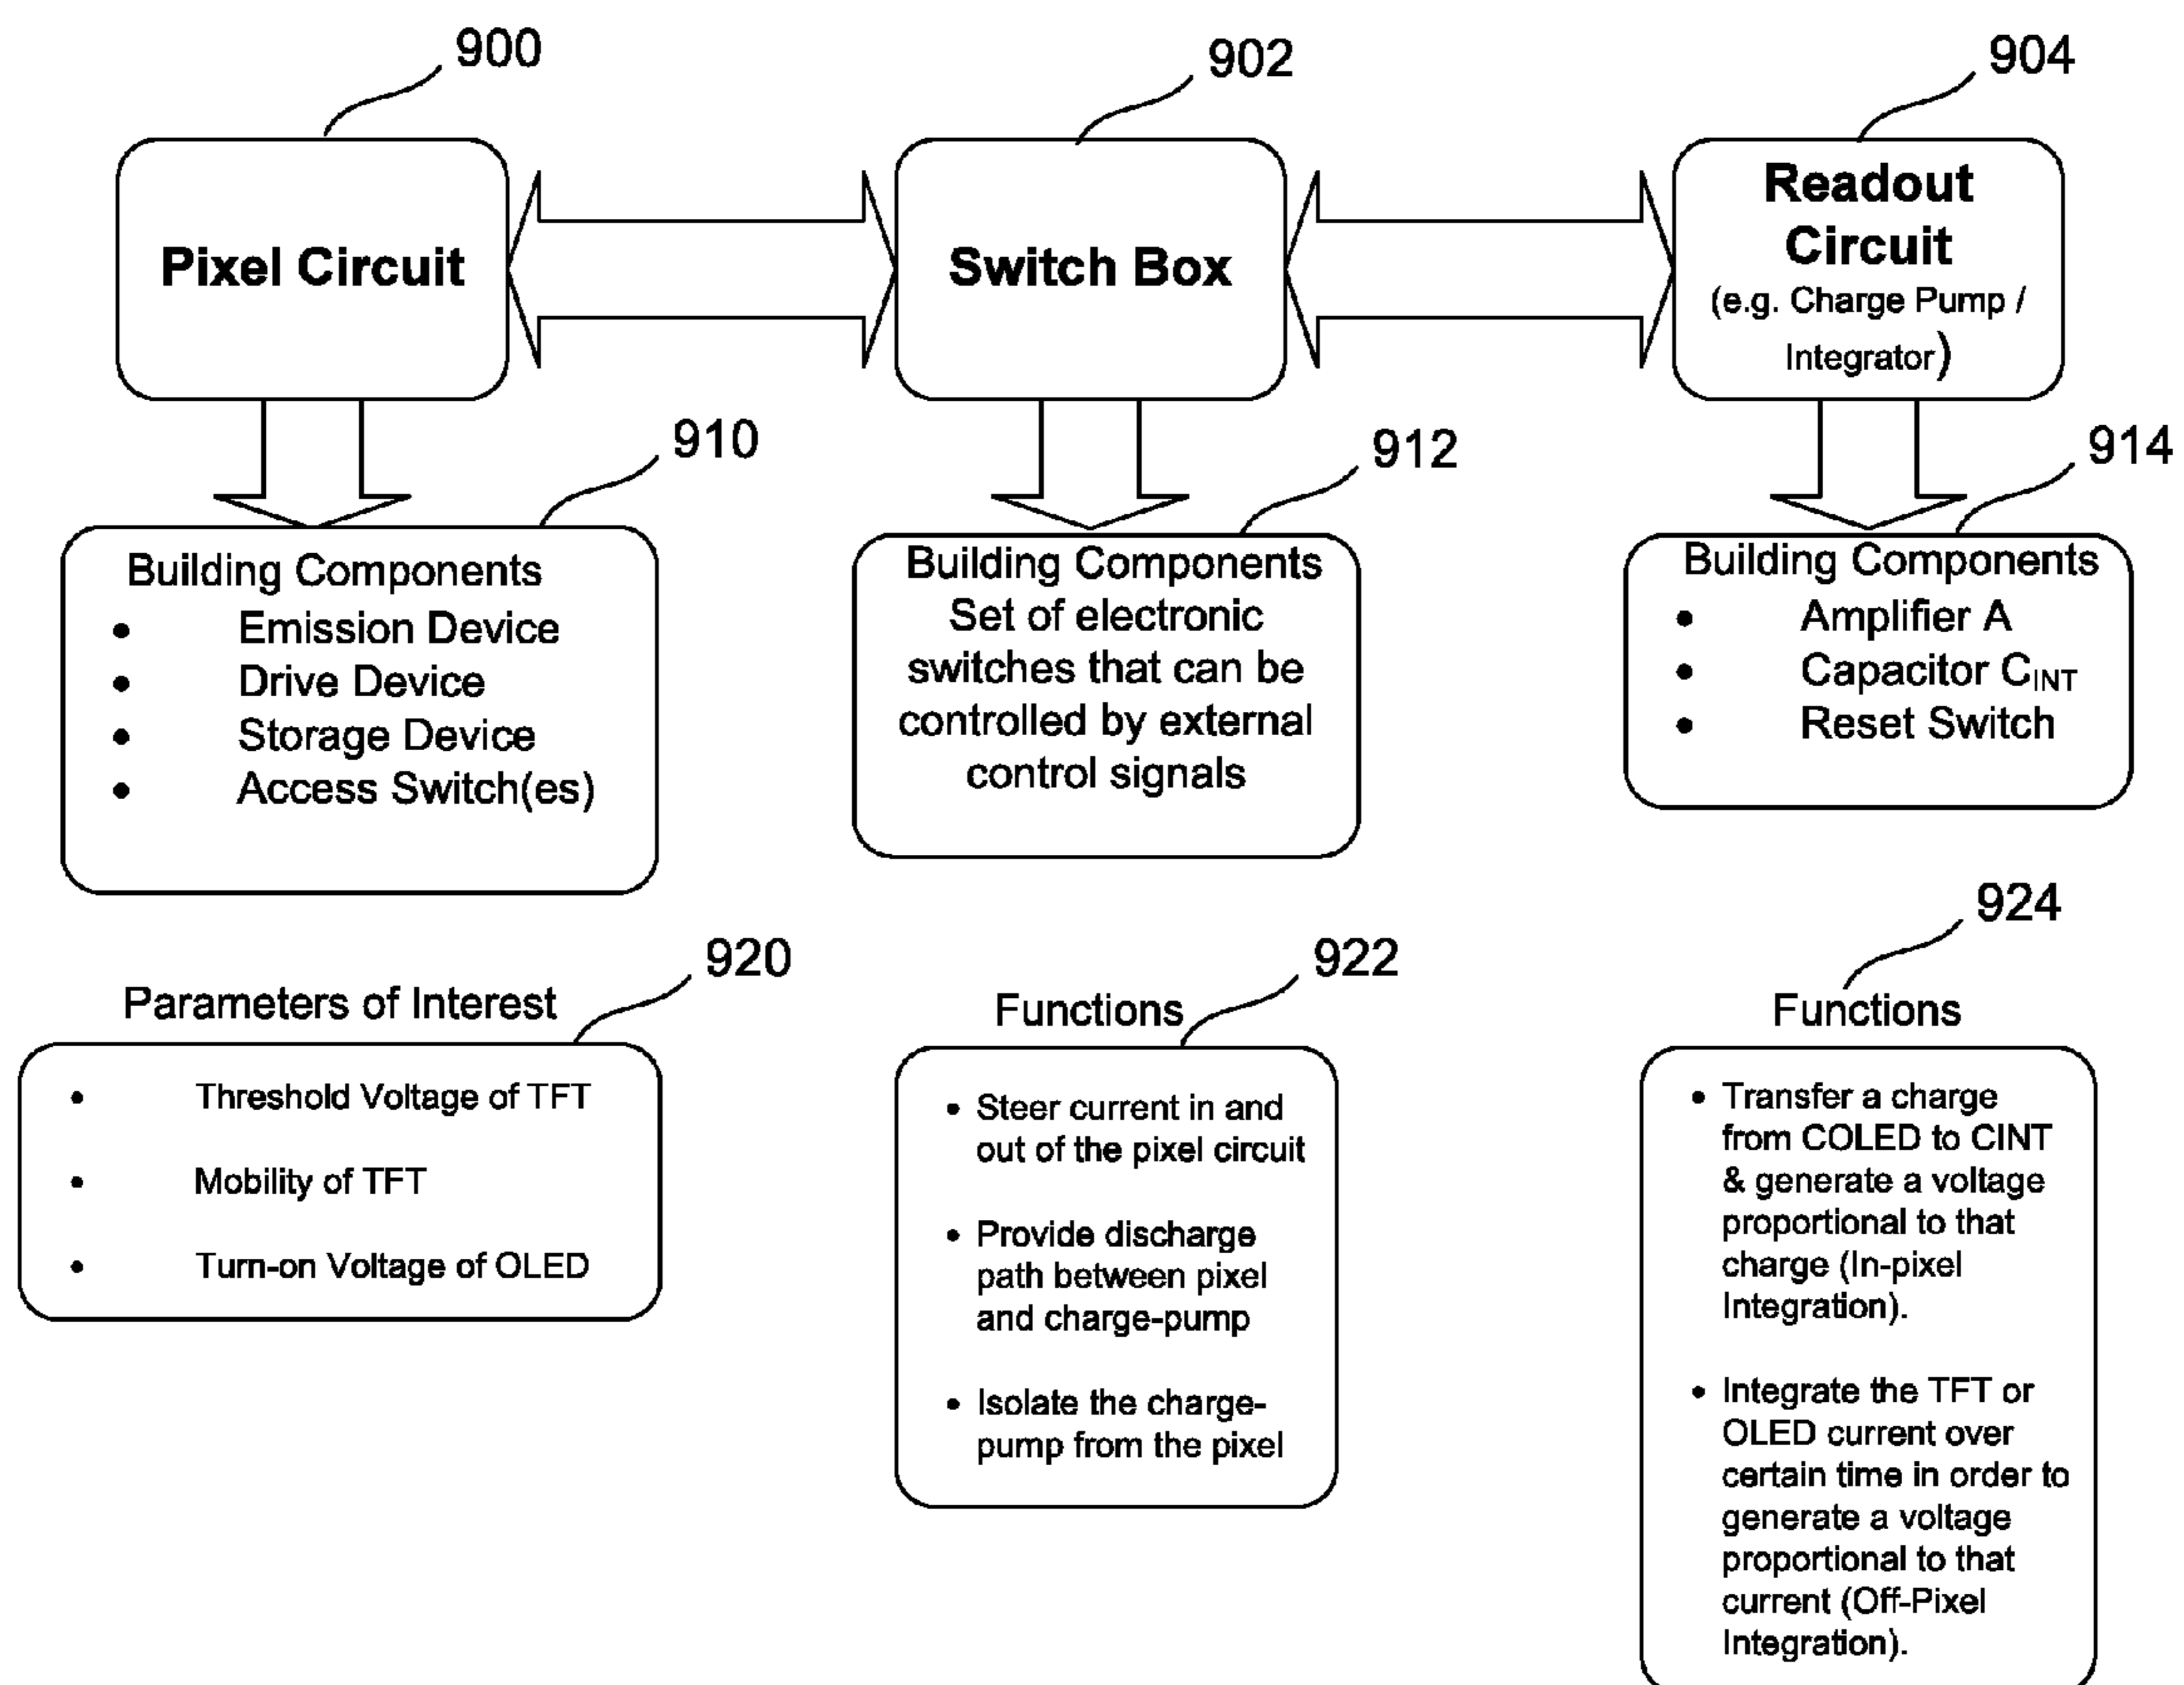 900
902
904
Pixel Circuit
Switch Box
Readout
Circuit
(e.g. Charge Pump /
Integrator)
910
912
914
Building Components
• Emission Device
• Drive Device
• Storage Device
• Access Switch(es)
Building Components
Set of electronic
switches that can be
controlled by external
control signals
Building Components
• Amplifier A
• Capacitor CINT
• Reset Switch
920
922
924
Parameters of Interest
• Threshold Voltage of TFT
• Mobility of TFT
• Turn-on Voltage of OLED
Functions
• Steer current in and
out of the pixel circuit
• Provide discharge
path between pixel
and charge-pump
• Isolate the charge-
pump from the pixel
Functions
• Transfer a charge
from COLED to CINT
& generate a voltage
proportional to that
charge (In-pixel
Integration).
• Integrate the TFT or
OLED current over
certain time in order to
generate a voltage
proportional to that
current (Off-Pixel
Integration).